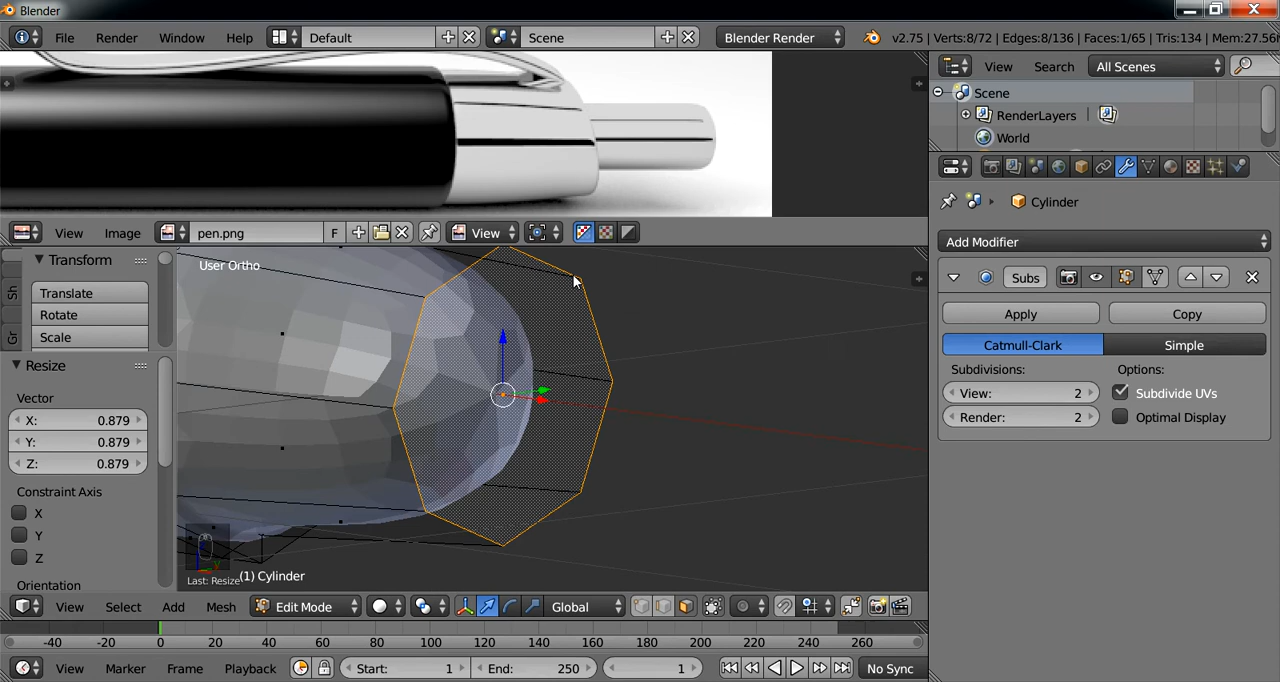 Blender
File Render Window Help Default Scene Blender Render v2.75 | Verts:8/72 | Edges:8/136 | Faces:1/65 | Tris:134 | Mem:27.56
View Search All Scenes
Scene
RenderLayers
World
Cylinder
View Image pen.png F View
Add Modifier
Transform
User Ortho
Subs
Translate
Sh
Rotate
Apply Copy
Gr
Scale
Catmull-Clark Simple
Resize
Subdivisions: Options:
Vector
View: 2 Subdivide UVs
X: 0.879
Render: 2 Optimal Display
Y: 0.879
Z: 0.879
Constraint Axis
X
Y
Z
Last: Resize (1) Cylinder
Orientation
View Select Add Mesh Edit Mode Global
-40 -20 0 20 40 60 80 100 120 140 160 180 200 220 240 260
View Marker Frame Playback Start: 1 End: 250 1 No Sync